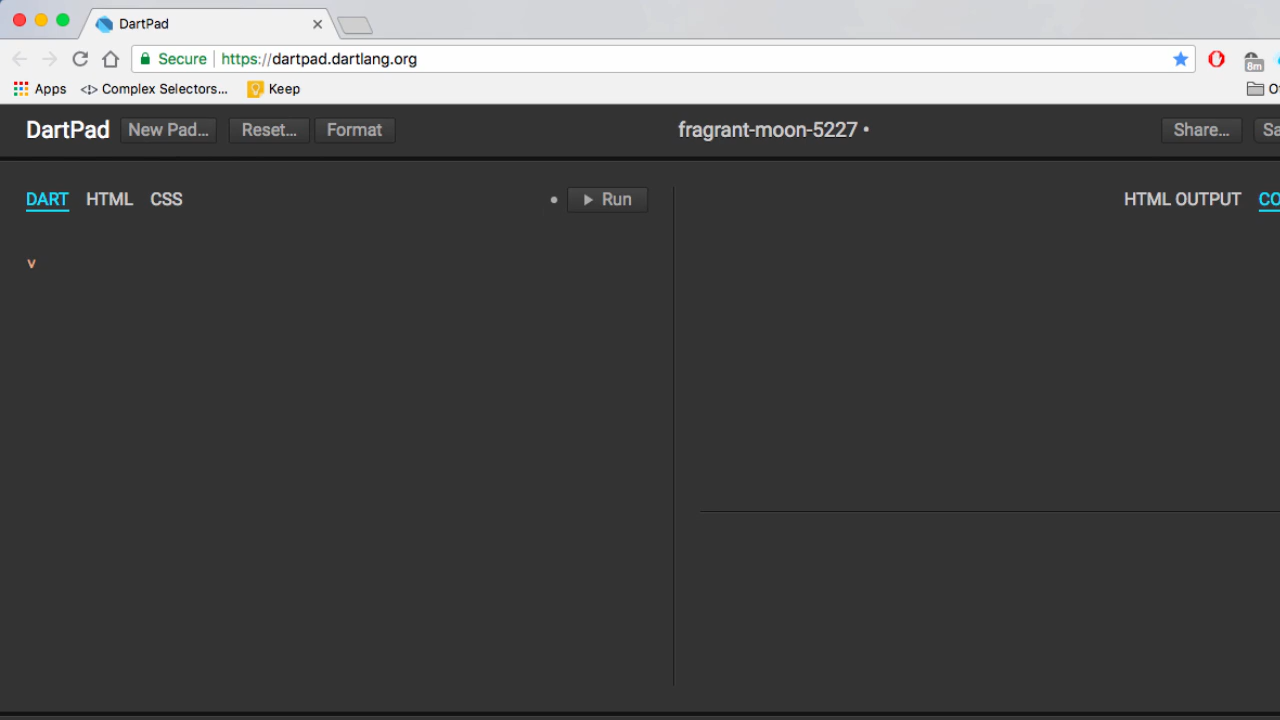 DartPad
Secure https://dartpad.dartlang.org
8m
Apps <> Complex Selectors... Keep
DartPad New Pad... Reset... Format fragrant-moon-5227 • Share...
DART HTML CSS Run HTML OUTPUT
v